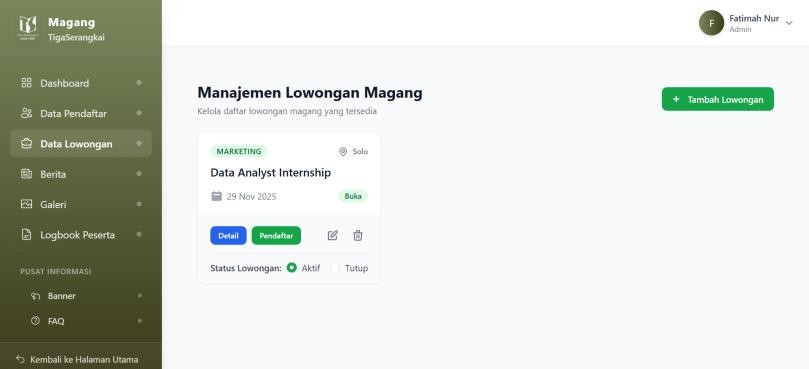 Magang
TigaSerangkai
Dashboard
Data Pendaftar
Data Lowongan
Berita
Galeri
Logbook Peserta
PUSAT INFORMASI
Banner
FAQ
Kembali ke Halaman Utama
F
Fatimah Nur
Admin
Manajemen Lowongan Magang
Kelola daftar lowongan magang yang tersedia
+ Tambah Lowongan
MARKETING
Solo
Data Analyst Internship
29 Nov 2025
Buka
Detail
Pendaftar
Status Lowongan: Aktif Tutup